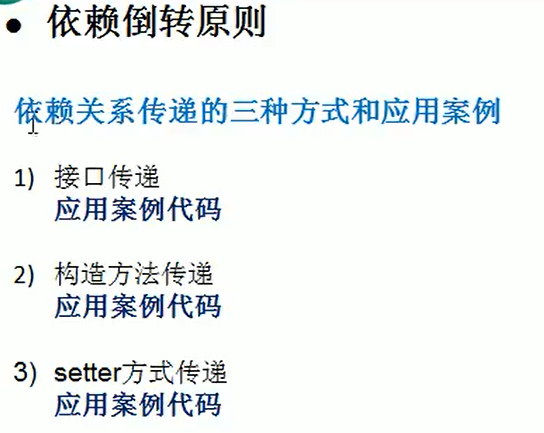 ● 依赖倒转原则
依赖关系传递的三种方式和应用案例
1) 接口传递
应用案例代码
2) 构造方法传递
应用案例代码
3) setter方式传递
应用案例代码